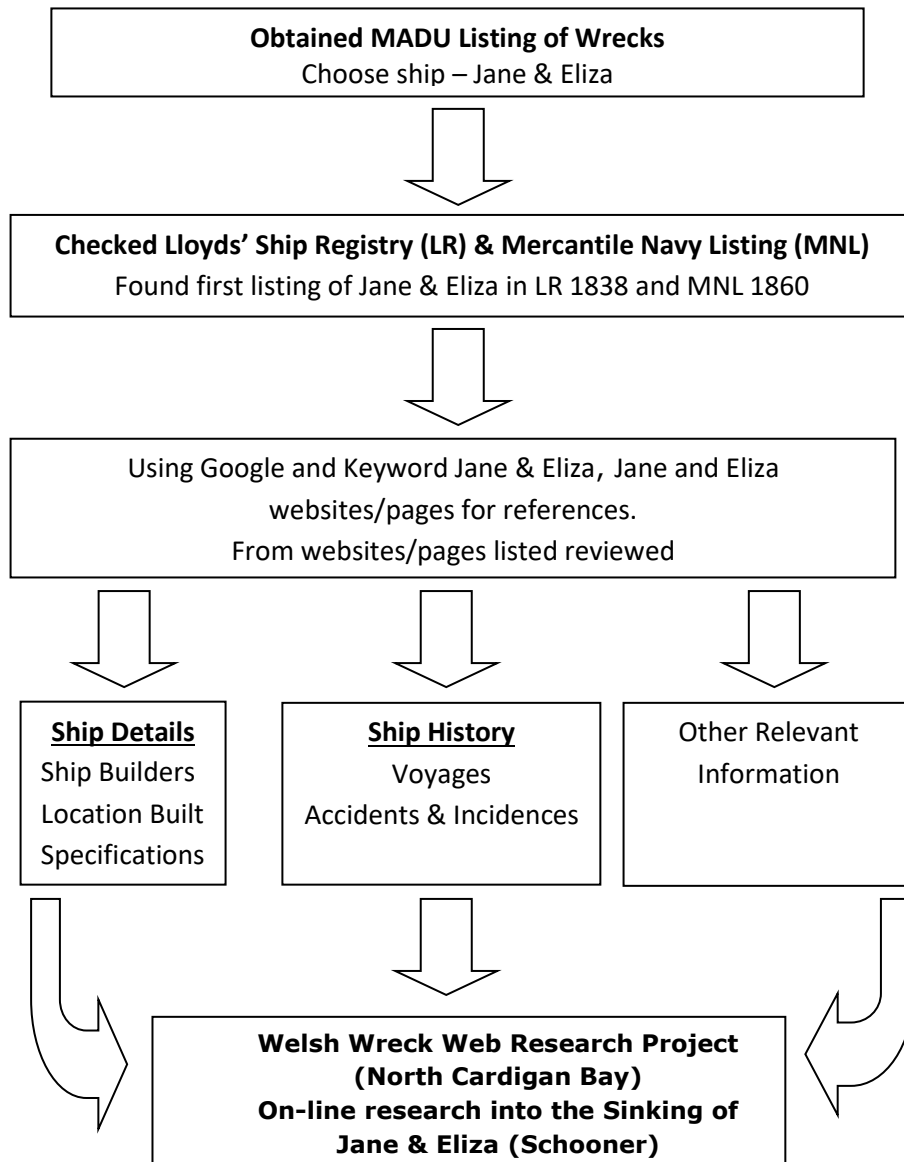 Obtained MADU Listing of Wrecks
Choose ship – Jane & Eliza
Checked Lloyds’ Ship Registry (LR) & Mercantile Navy Listing (MNL)
Found first listing of Jane & Eliza in LR 1838 and MNL 1860
Using Google and Keyword Jane & Eliza, Jane and Eliza
websites/pages for references.
From websites/pages listed reviewed
Ship Details
Ship Builders
Location Built
Specifications
Ship History
Voyages
Accidents & Incidences
Other Relevant
Information
Welsh Wreck Web Research Project
(North Cardigan Bay)
On-line research into the Sinking of
Jane & Eliza (Schooner)